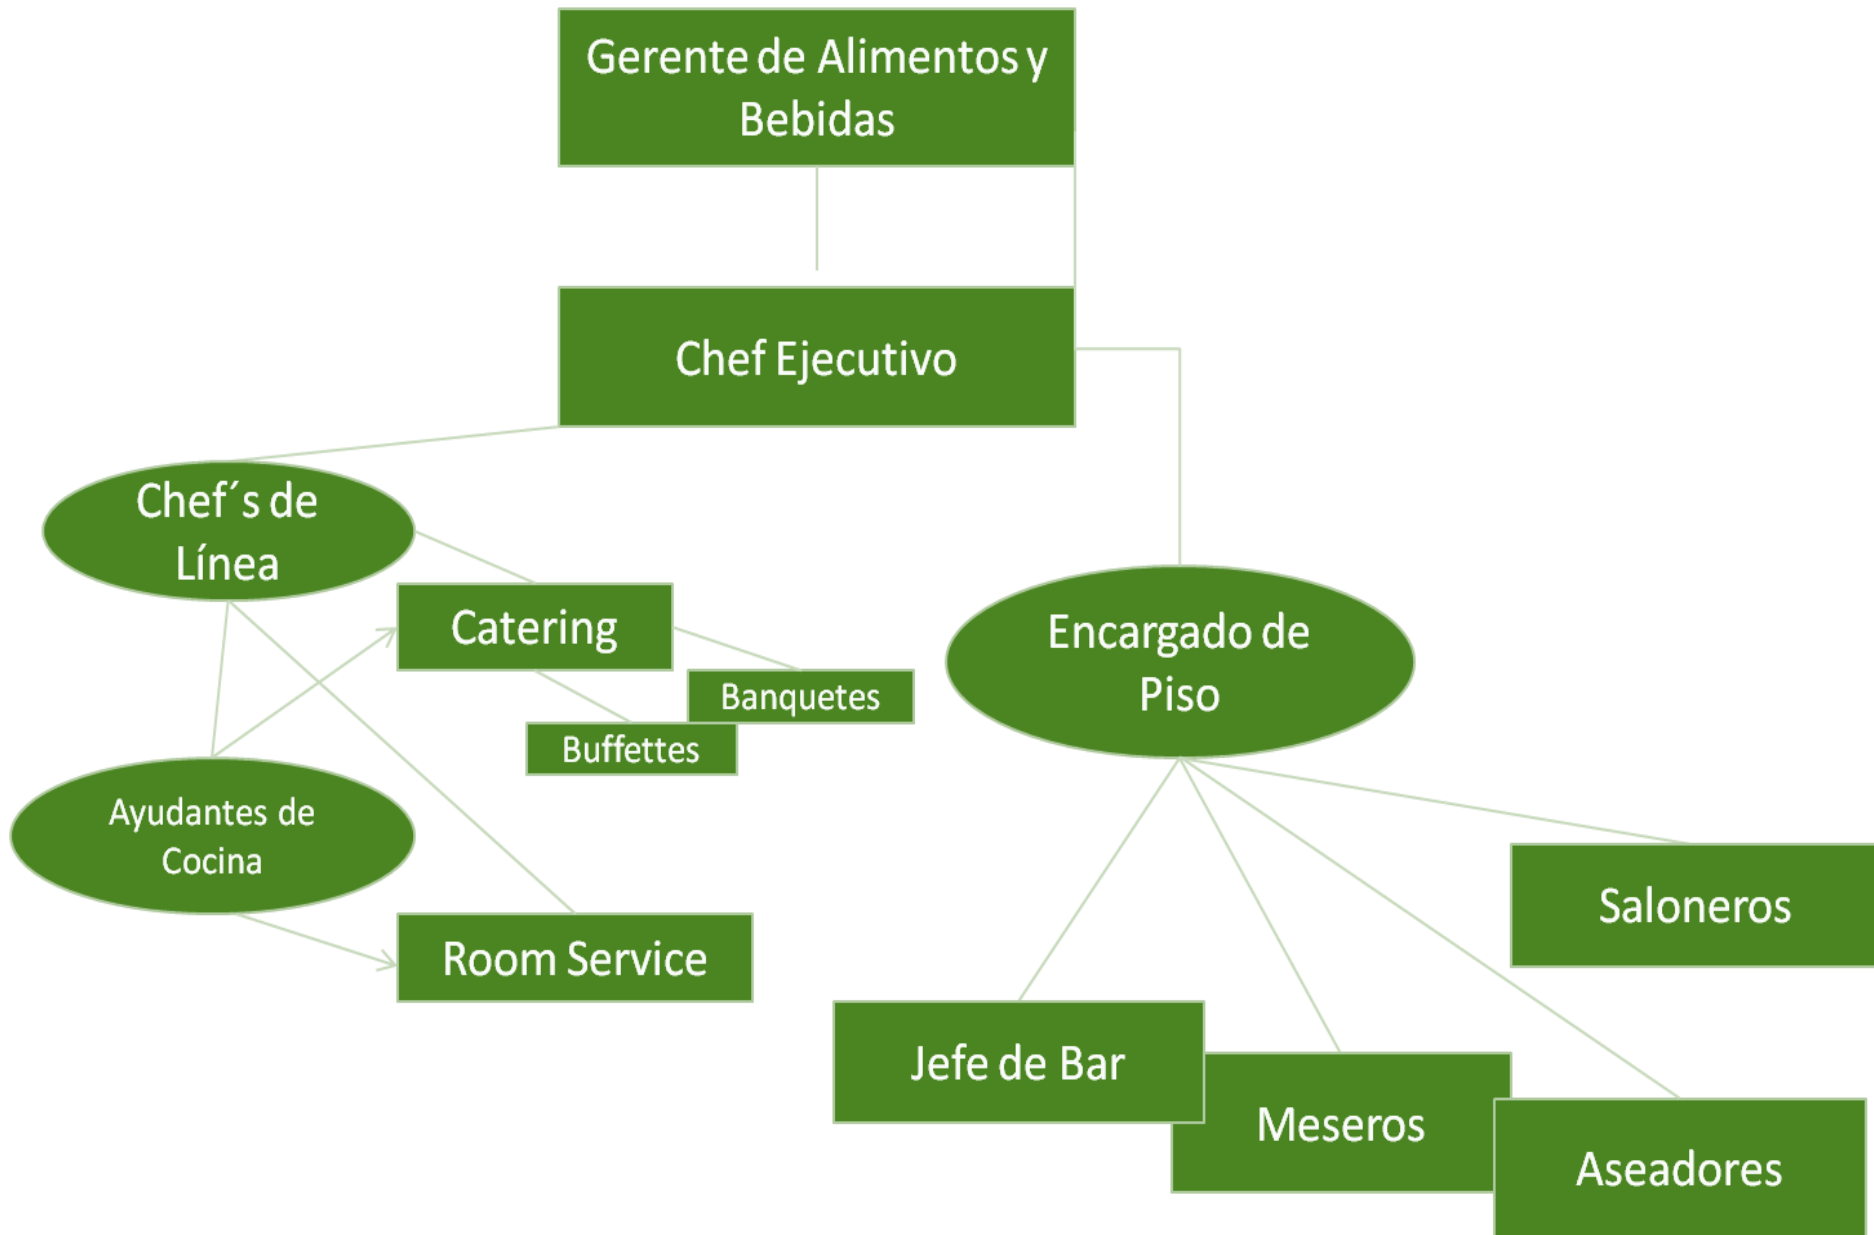 Gerente de Alimentos y
Bebidas
Chef Ejecutivo
Chef´s de
Línea
Catering
Banquetes
Buffettes
Encargado de
Piso
Ayudantes de
Cocina
Room Service
Saloneros
Jefe de Bar
Meseros
Aseadores